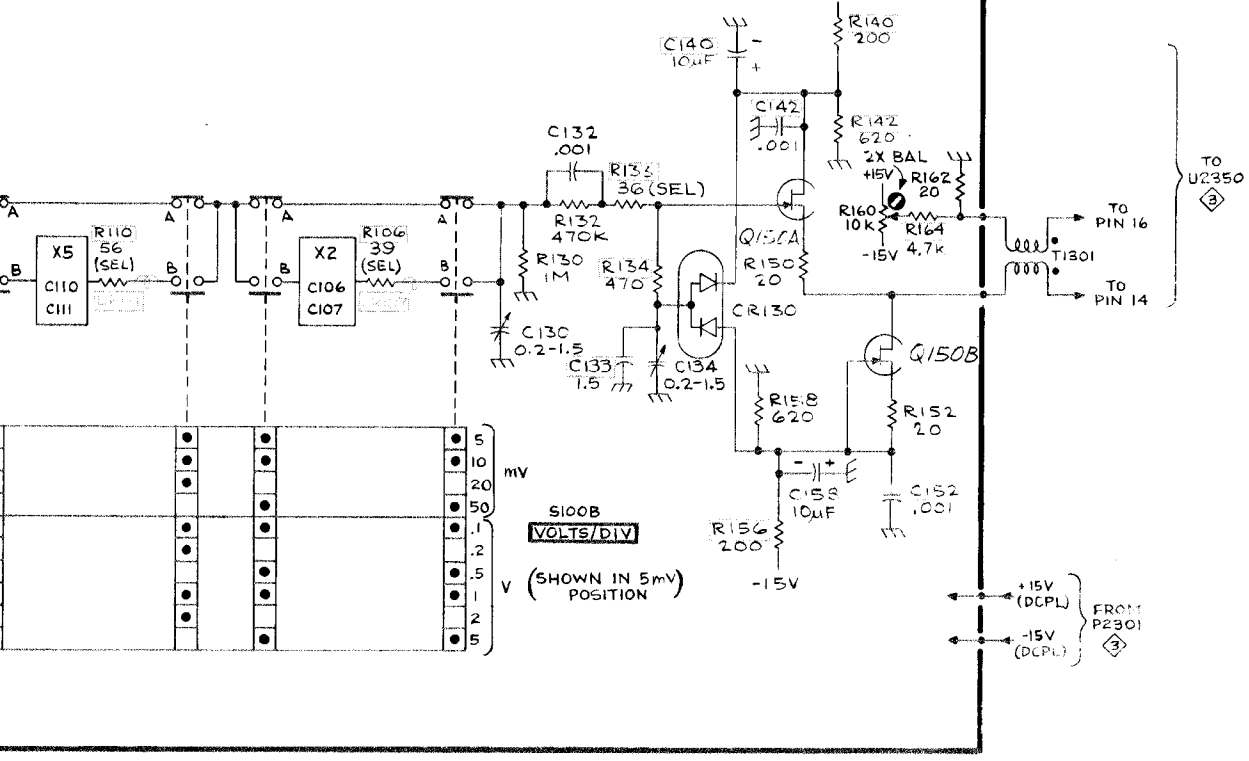 R140
200
C140
10µF
-
+
C142
.001
R142
620
2X BAL
+15V
R162
20
R160
10K
R164
4.7K
-15V
TO
PIN 16
T1301
TO
PIN 14
TO
U2350
3
C132
.001
R133
36 (SEL)
R132
470K
R130
1M
R134
470
Q150A
R150
20
CR130
A
B
X5
C110
C111
R110
56
(SEL)
A
B
A
B
X2
C106
C107
R106
39
(SEL)
A
B
C130
0.2-1.5
C133
1.5
C134
0.2-1.5
Q150B
R152
20
R158
620
- +
C158
10µF
C152
.001
R156
200
-15V
5
10
20
50
mV
.1
.2
.5
1
2
5
V
S100B
VOLTS/DIV
(SHOWN IN 5mV)
POSITION
+15V
(DCPL)
-15V
(DCPL)
FROM
P2301
3